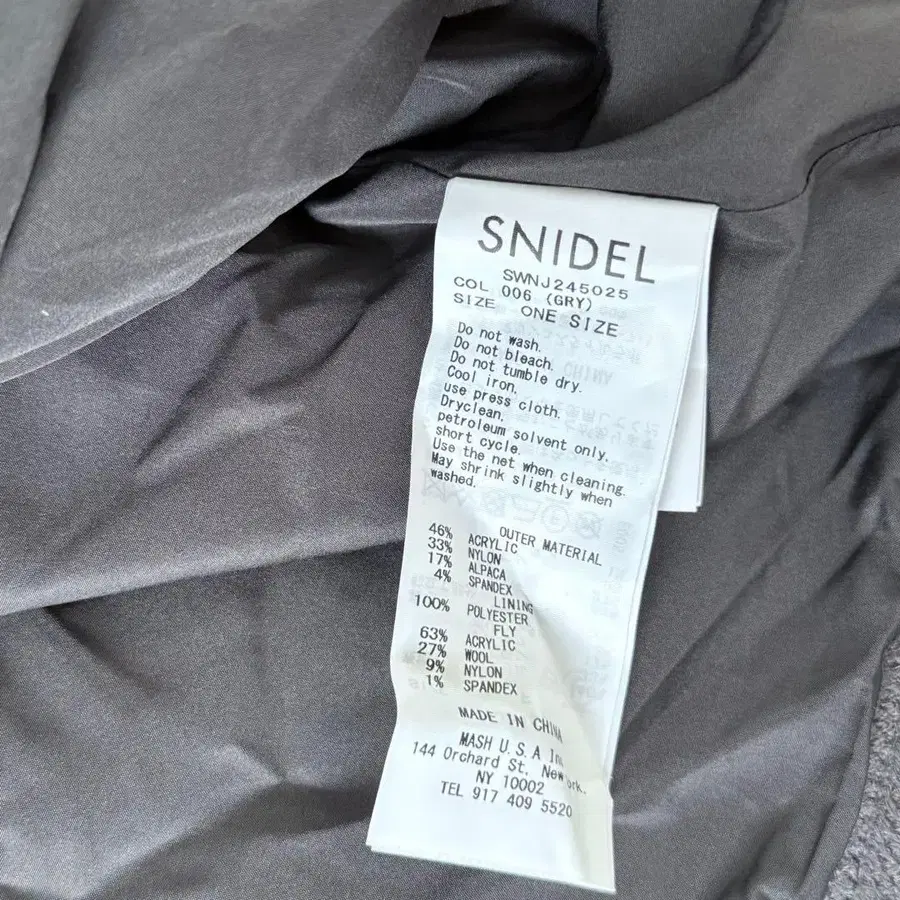 SNIDEL
SWNJ245025
COL 006 (GRY)
SIZE ONE SIZE
Do not wash.
Do not bleach.
Do not tumble dry.
Cool iron.
use press cloth.
Dryclean.
petroleum solvent only.
short cycle.
Use the net when cleaning.
May shrink slightly when
washed.
OUTER MATERIAL
46% ACRYLIC
33% NYLON
17% ALPACA
4% SPANDEX
LINING
100% POLYESTER
FLY
63% ACRYLIC
27% WOOL
9% NYLON
1% SPANDEX
MADE IN CHINA
MASH U.S.A In
144 Orchard St, New
NY 10002
TEL 917 409 5520